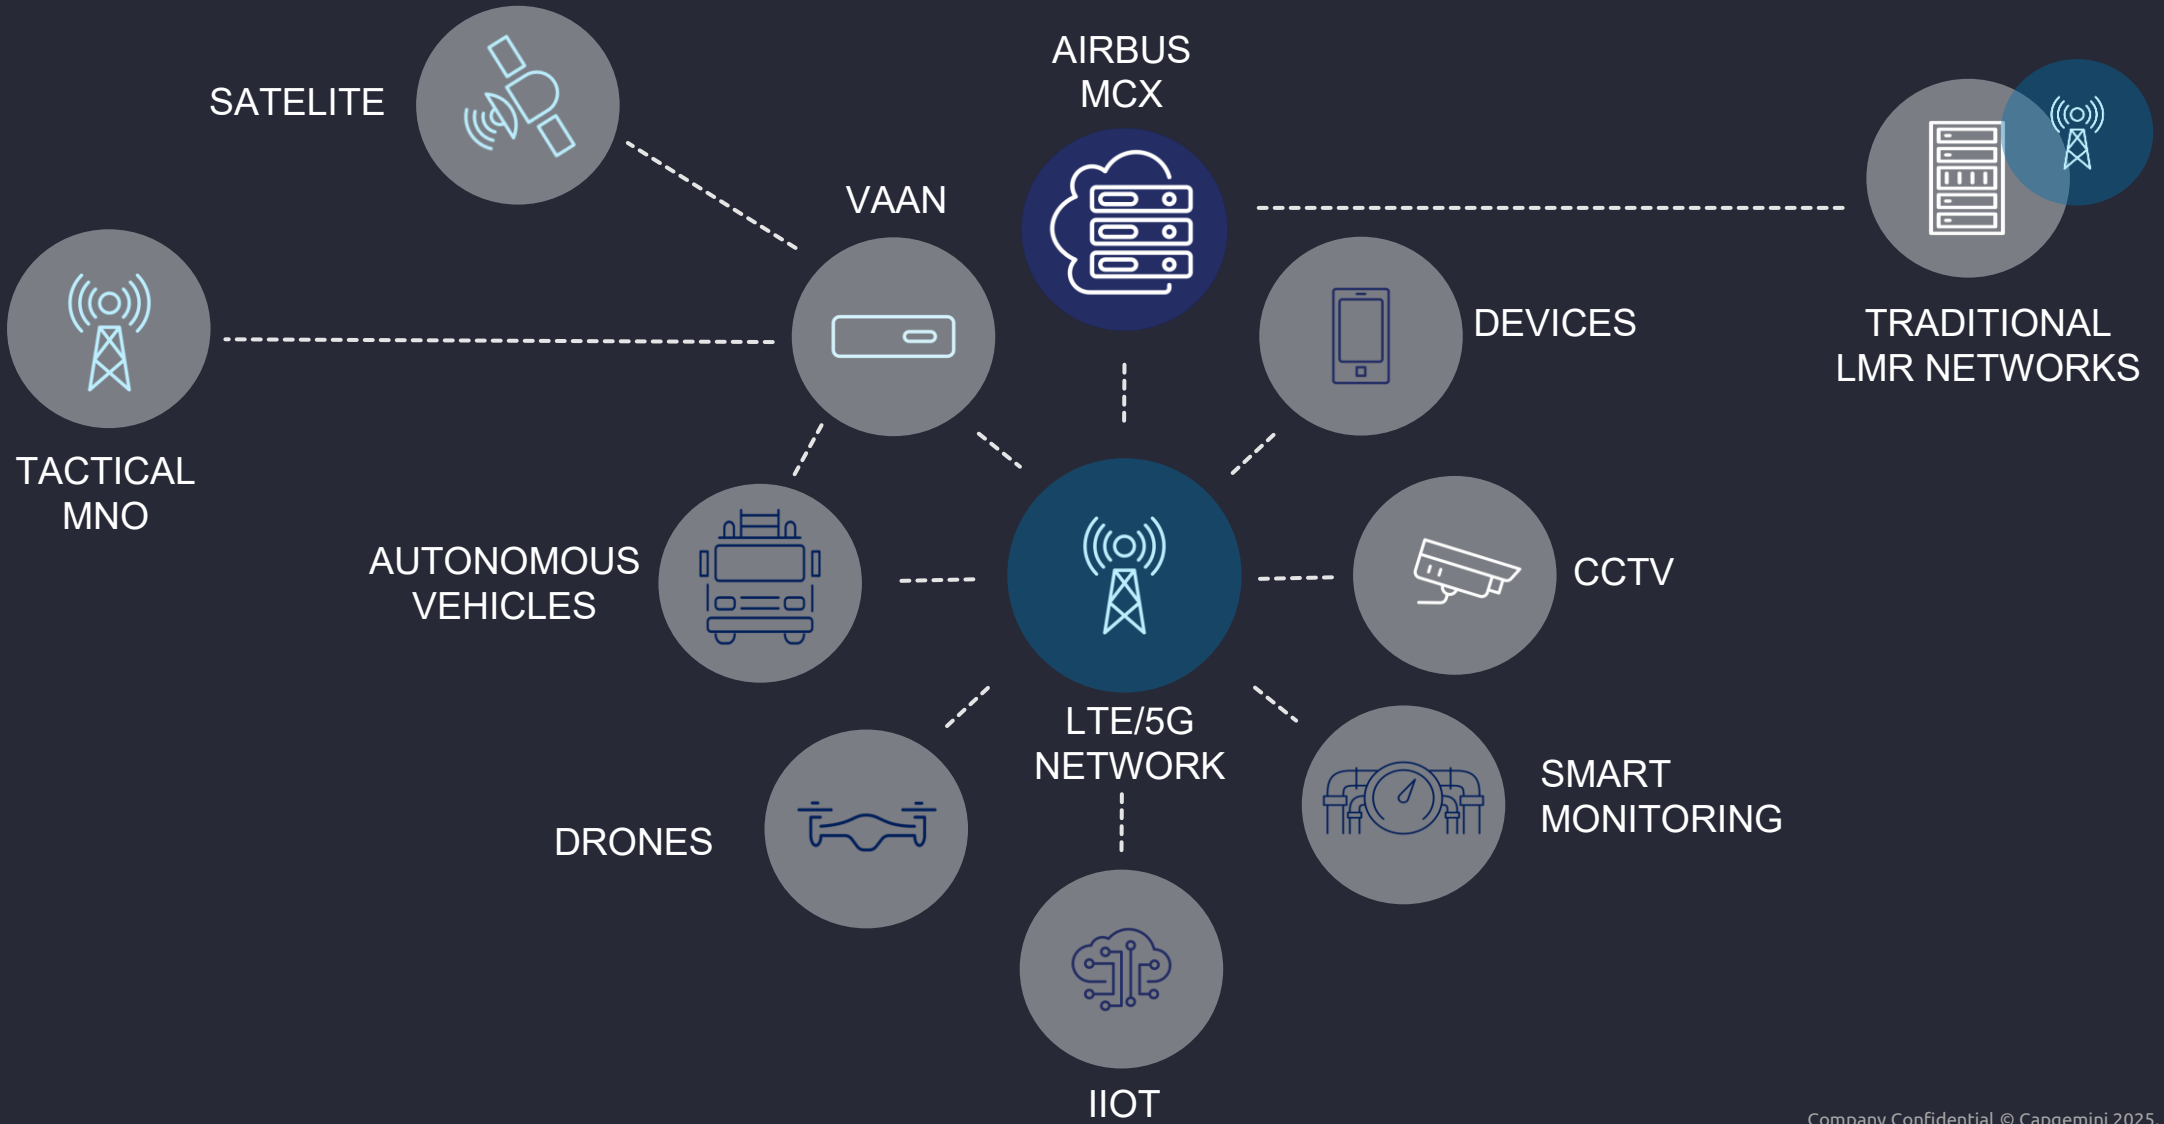 AIRBUS
MCX
SATELITE
VAAN
DEVICES
TRADITIONAL
LMR NETWORKS
TACTICAL
MNO
AUTONOMOUS
VEHICLES
CCTV
LTE/5G
NETWORK
SMART
MONITORING
DRONES
IIOT
Company Confidential © Capgemini 2025.